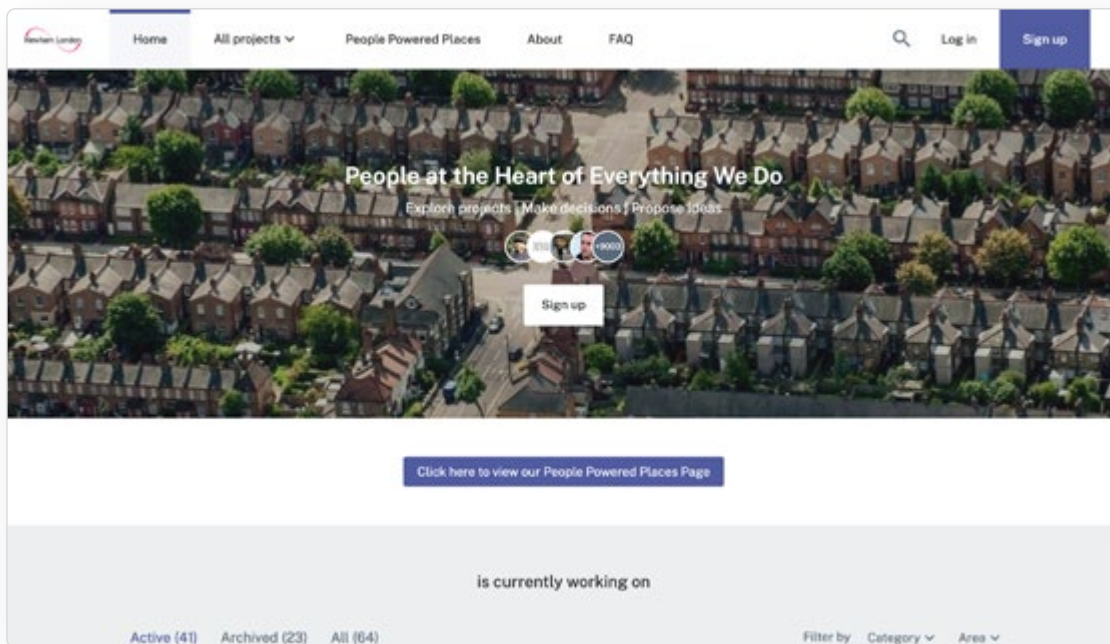 Newham London
Home
All projects
People Powered Places
About
FAQ
Log in
Sign up
People at the Heart of Everything We Do
Explore projects | Make decisions | Propose Ideas
+9000
Sign up
Click here to view our People Powered Places Page
is currently working on
Active (41)
Archived (23)
All (64)
Filter by
Category
Area